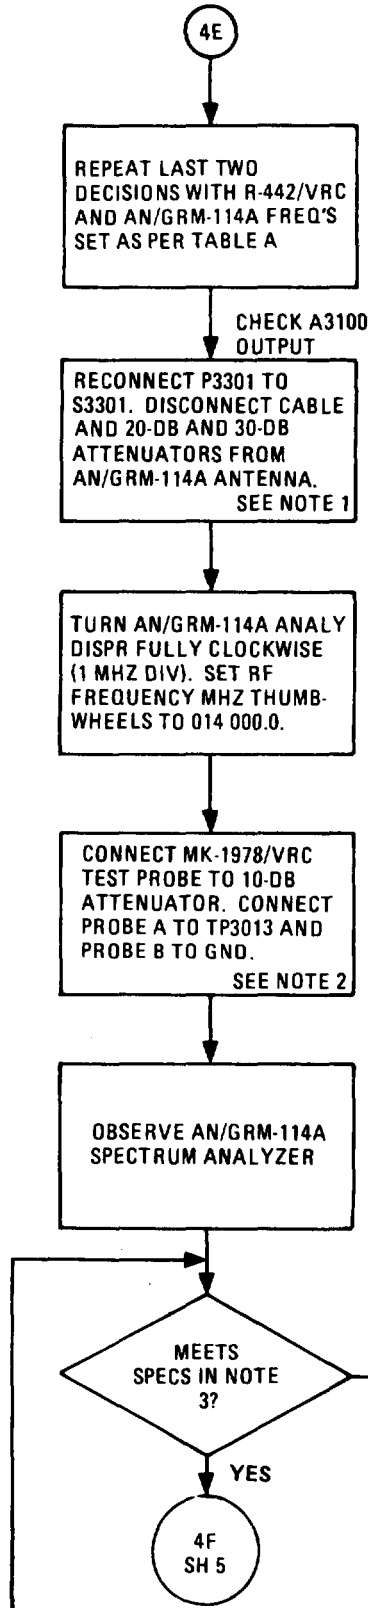 4E
REPEAT LAST TWO
DECISIONS WITH R-442/VRC
AND AN/GRM-114A FREQ'S
SET AS PER TABLE A
CHECK A3100
OUTPUT
RECONNECT P3301 TO
S3301. DISCONNECT CABLE
AND 20-DB AND 30-DB
ATTENUATORS FROM
AN/GRM-114A ANTENNA.
SEE NOTE 1
TURN AN/GRM-114A ANALY
DISPR FULLY CLOCKWISE
(1 MHZ DIV). SET RF
FREQUENCY MHZ THUMB-
WHEELS TO 014 000.0.
CONNECT MK-1978/VRC
TEST PROBE TO 10-DB
ATTENUATOR. CONNECT
PROBE A TO TP3013 AND
PROBE B TO GND.
SEE NOTE 2
OBSERVE AN/GRM-114A
SPECTRUM ANALYZER
MEETS
SPECS IN NOTE
3?
YES
4F
SH 5